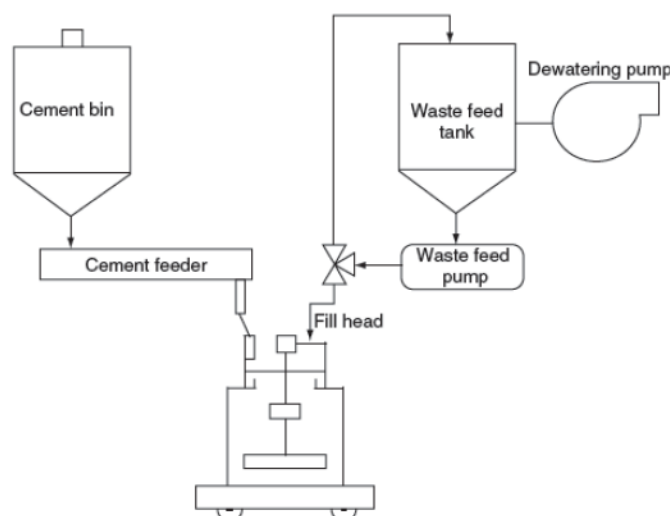 Cement bin
Waste feed
tank
Dewatering pump
Cement feeder
Waste feed
pump
Fill head